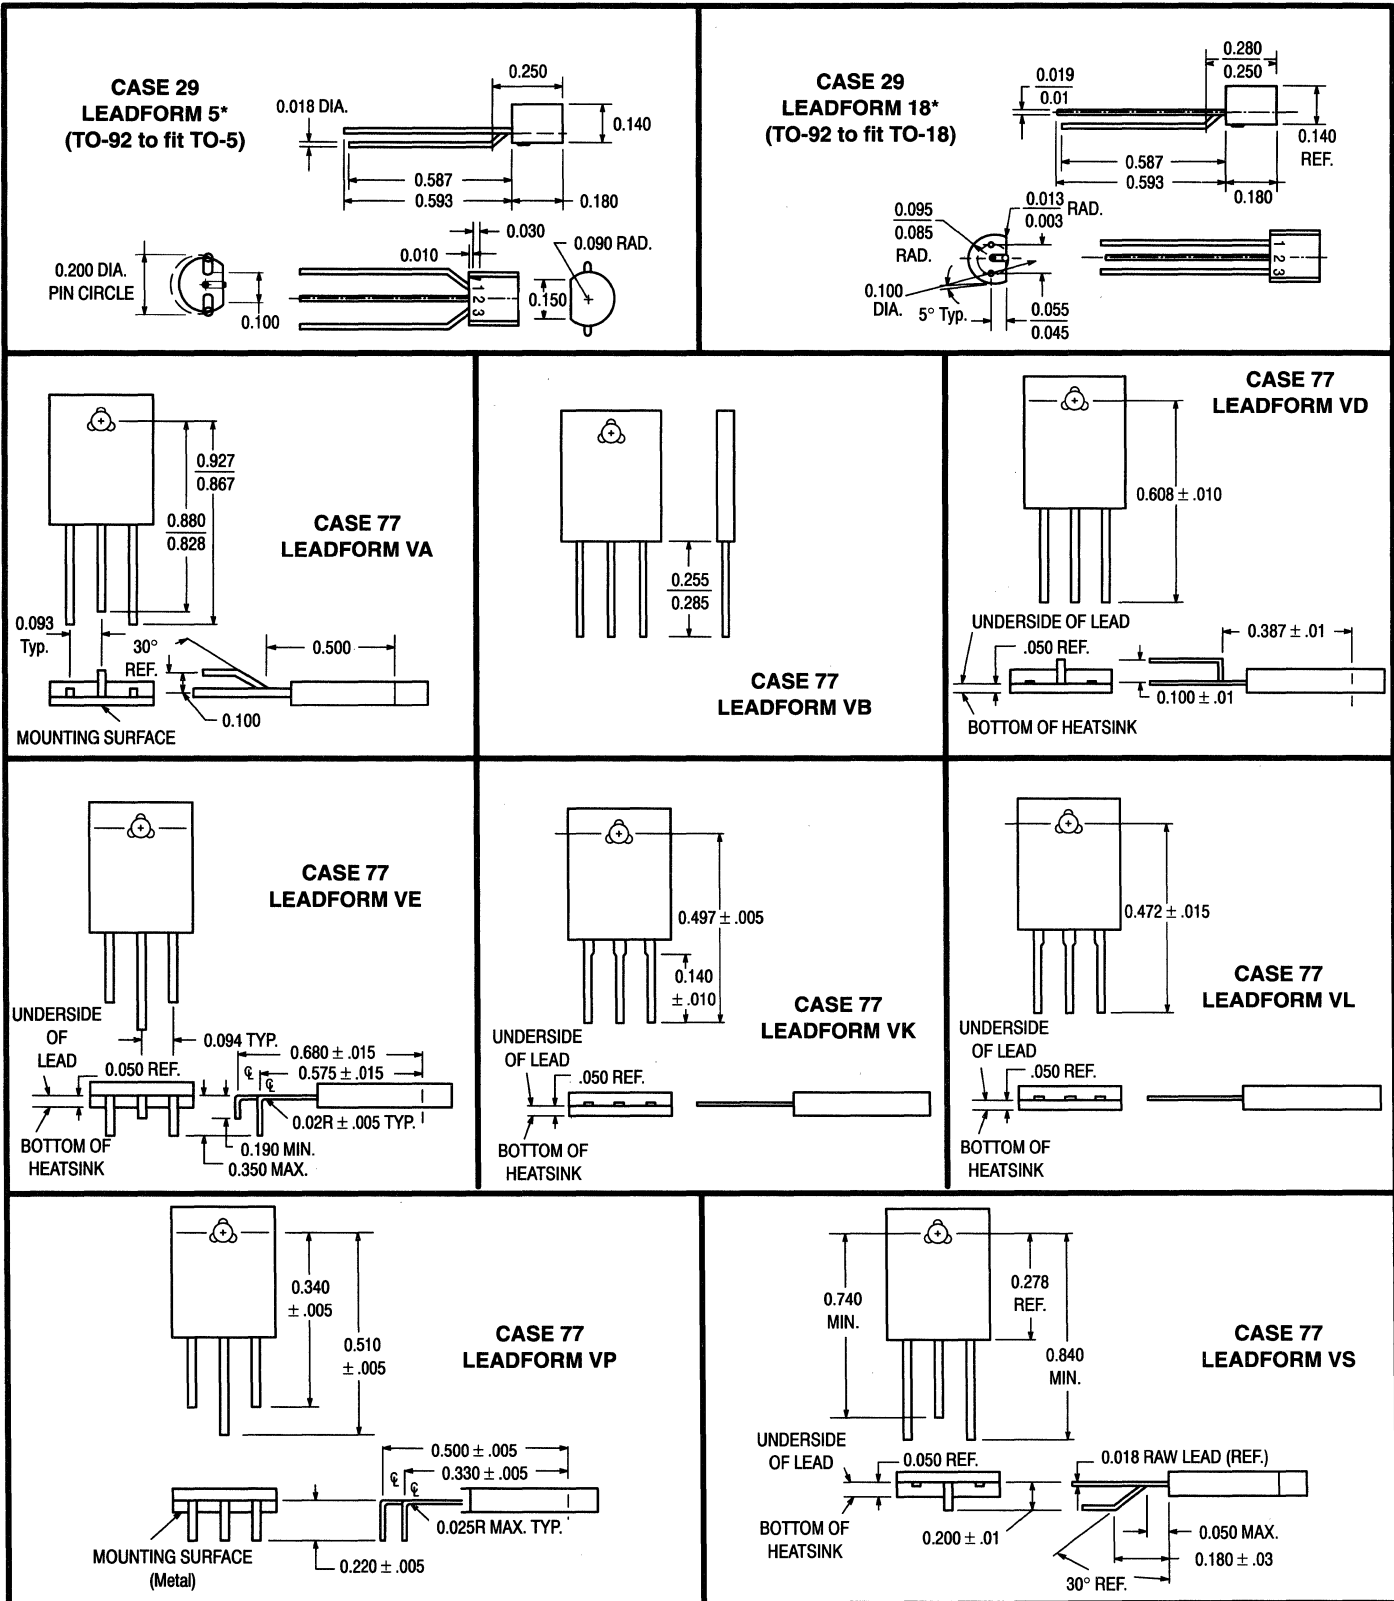 CASE 29
LEADFORM 5*
(TO-92 to fit TO-5)
0.018 DIA.
0.250
0.140
0.587
0.593
0.180
0.200 DIA.
PIN CIRCLE
0.100
0.010
0.030
0.090 RAD.
1
2
3
0.150
CASE 29
LEADFORM 18*
(TO-92 to fit TO-18)
0.019
0.01
0.280
0.250
0.140
REF.
0.587
0.593
0.180
0.095
0.085
RAD.
0.013
0.003
RAD.
0.100
DIA.
5° Typ.
0.055
0.045
1
2
3
0.927
0.867
0.880
0.828
CASE 77
LEADFORM VA
0.093
Typ.
30°
REF.
0.500
0.100
MOUNTING SURFACE
0.255
0.285
CASE 77
LEADFORM VB
CASE 77
LEADFORM VD
0.608 ± .010
UNDERSIDE OF LEAD
.050 REF.
0.387 ± .01
0.100 ± .01
BOTTOM OF HEATSINK
CASE 77
LEADFORM VE
UNDERSIDE
OF
LEAD
0.094 TYP.
0.680 ± .015
0.575 ± .015
0.050 REF.
℄
℄
0.02R ± .005 TYP.
BOTTOM OF
HEATSINK
0.190 MIN.
0.350 MAX.
0.497 ± .005
0.140
± .010
CASE 77
LEADFORM VK
UNDERSIDE
OF LEAD
.050 REF.
BOTTOM OF
HEATSINK
0.472 ± .015
CASE 77
LEADFORM VL
UNDERSIDE
OF LEAD
.050 REF.
BOTTOM OF
HEATSINK
0.340
± .005
0.510
± .005
CASE 77
LEADFORM VP
0.500 ± .005
0.330 ± .005
℄
℄
0.025R MAX. TYP.
MOUNTING SURFACE
(Metal)
0.220 ± .005
0.740
MIN.
0.278
REF.
0.840
MIN.
CASE 77
LEADFORM VS
UNDERSIDE
OF LEAD
0.050 REF.
0.018 RAW LEAD (REF.)
BOTTOM OF
HEATSINK
0.200 ± .01
0.050 MAX.
0.180 ± .03
30° REF.